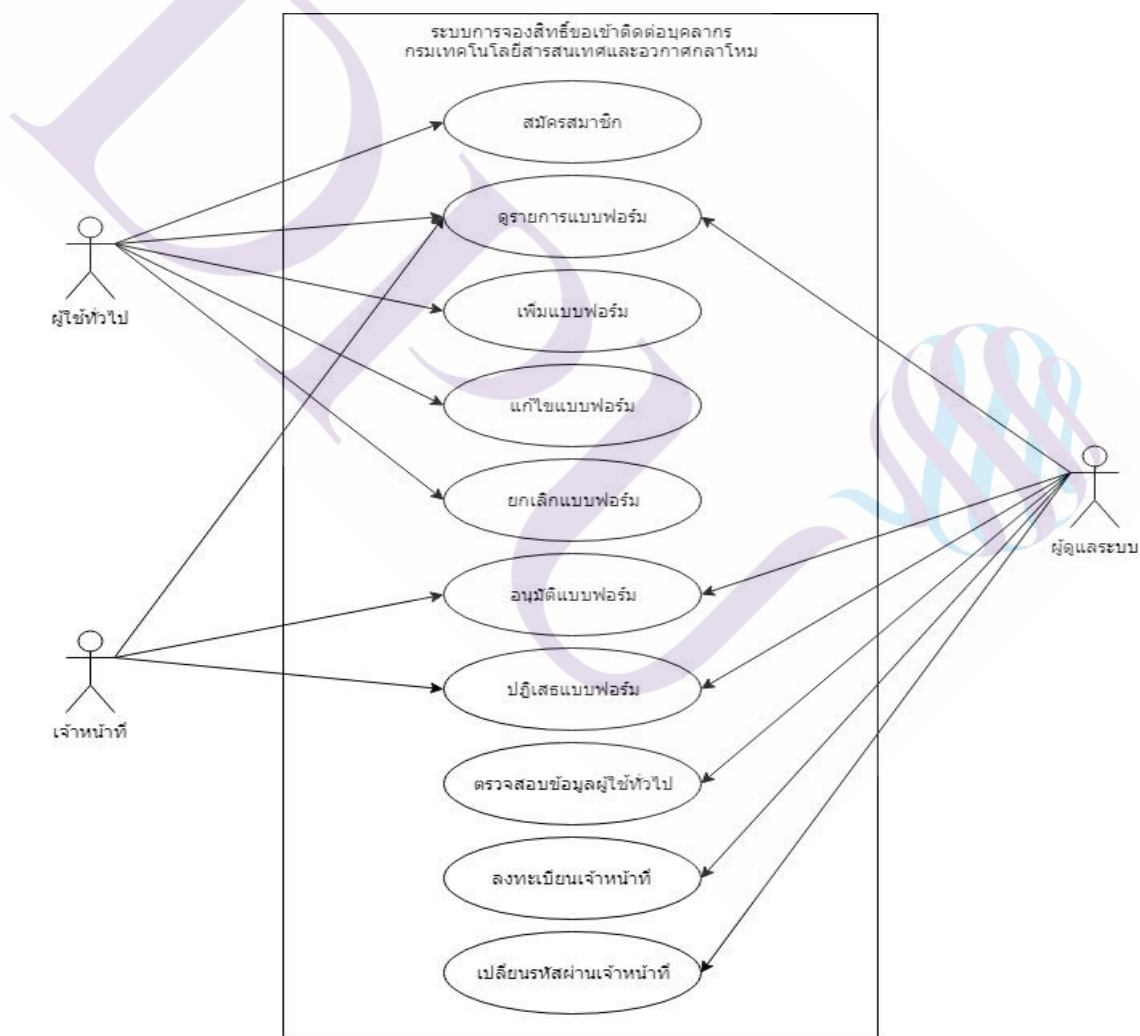 ระบบการจองสิทธิ์ขอเข้าติดต่อบุคลากร
กรมเทคโนโลยีสารสนเทศและอวกาศกลาโหม
สมัครสมาชิก
ดูรายการแบบฟอร์ม
ผู้ใช้ทั่วไป
เพิ่มแบบฟอร์ม
แก้ไขแบบฟอร์ม
ยกเลิกแบบฟอร์ม
ผู้ดูแลระบบ
อนุมัติแบบฟอร์ม
ปฏิเสธแบบฟอร์ม
เจ้าหน้าที่
ตรวจสอบข้อมูลผู้ใช้ทั่วไป
ลงทะเบียนเจ้าหน้าที่
เปลี่ยนรหัสผ่านเจ้าหน้าที่
DPU